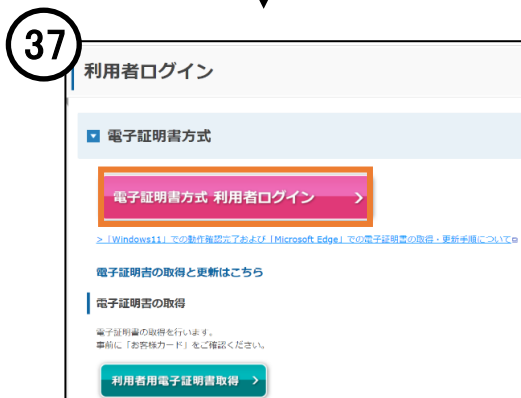 37
利用者ログイン
電子証明書方式
電子証明書方式 利用者ログイン
>「Windows11」での動作確認完了および「Microsoft Edge」での電子証明書の取得・更新手順について
電子証明書の取得と更新はこちら
電子証明書の取得
電子証明書の取得を行います。
事前に「お客様カード」をご確認ください。
利用者用電子証明書取得